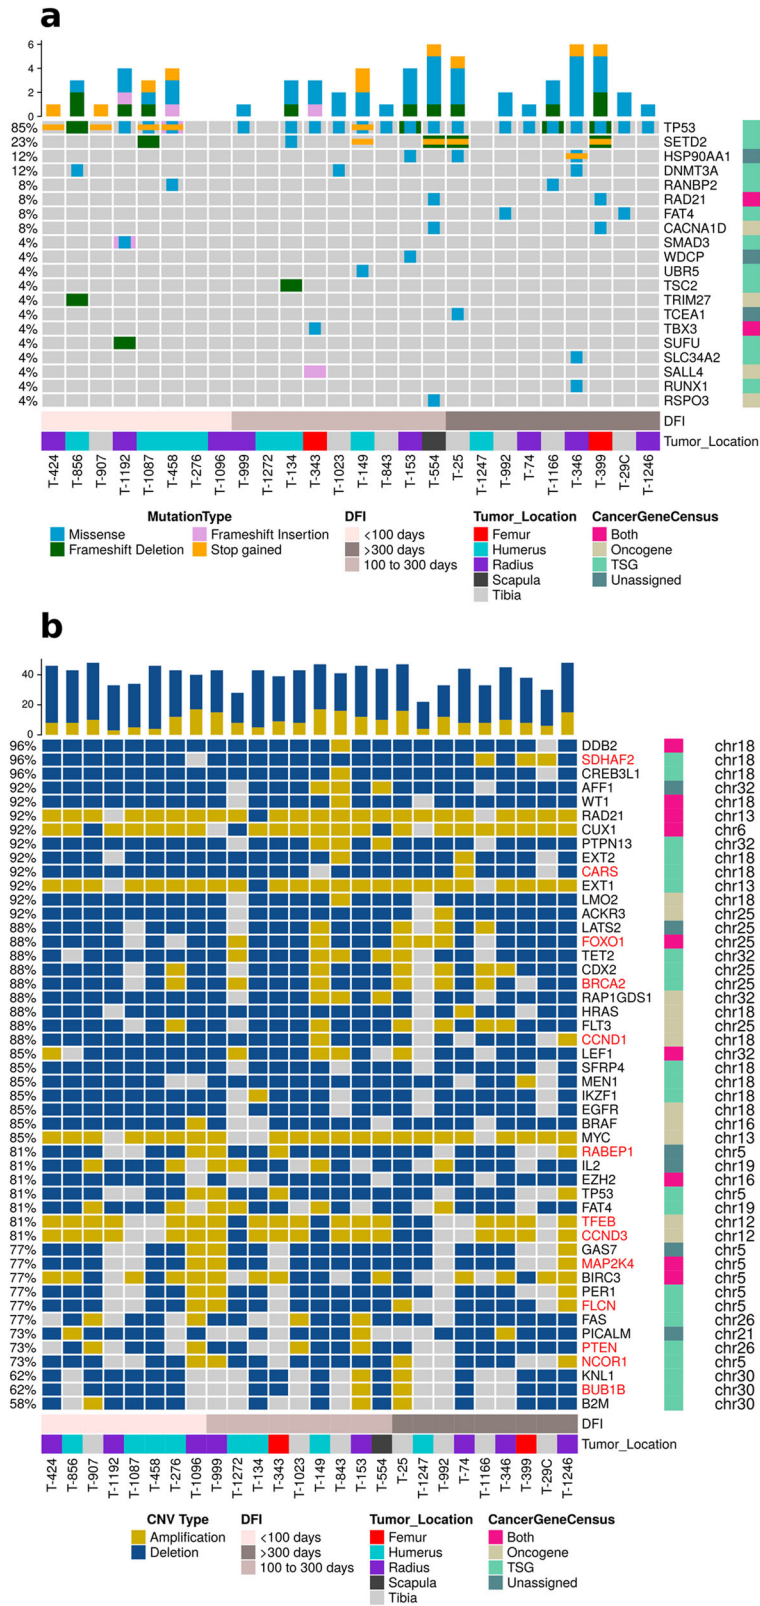 a
6
4
2
0
85% TP53
23% SETD2
12% HSP90AA1
12% DNMT3A
8% RANBP2
8% RAD21
8% FAT4
8% CACNA1D
4% SMAD3
4% WDCP
4% UBR5
4% TSC2
4% TRIM27
4% TCEA1
4% TBX3
4% SUFU
4% SLC34A2
4% SALL4
4% RUNX1
4% RSPO3
DFI
Tumor_Location
T-424 T-856 T-907 T-1192 T-1087 T-458 T-276 T-1096 T-999 T-1272 T-134 T-343 T-1023 T-149 T-843 T-153 T-554 T-25 T-1247 T-992 T-74 T-1166 T-346 T-399 T-29C T-1246
MutationType DFI Tumor_Location CancerGeneCensus
Missense Frameshift Insertion <100 days Femur Both
Frameshift Deletion Stop gained >300 days Humerus Oncogene
100 to 300 days Radius TSG
Scapula Unassigned
Tibia
b
40
20
0
96% DDB2 chr18
96% SDHAF2 chr18
96% CREB3L1 chr18
92% AFF1 chr32
92% WT1 chr18
92% RAD21 chr13
92% CUX1 chr6
92% PTPN13 chr32
92% EXT2 chr18
92% CARS chr18
92% EXT1 chr13
92% LMO2 chr18
92% ACKR3 chr25
88% LATS2 chr25
88% FOXO1 chr25
88% TET2 chr32
88% CDX2 chr25
88% BRCA2 chr25
88% RAP1GDS1 chr32
88% HRAS chr18
88% FLT3 chr25
88% CCND1 chr18
85% LEF1 chr32
85% SFRP4 chr18
85% MEN1 chr18
85% IKZF1 chr18
85% EGFR chr18
85% BRAF chr16
85% MYC chr13
81% RABEP1 chr5
81% IL2 chr19
81% EZH2 chr16
81% TP53 chr5
81% FAT4 chr19
81% TFEB chr12
81% CCND3 chr12
77% GAS7 chr5
77% MAP2K4 chr5
77% BIRC3 chr5
77% PER1 chr5
77% FLCN chr5
77% FAS chr26
73% PICALM chr21
73% PTEN chr26
73% NCOR1 chr5
62% KNL1 chr30
62% BUB1B chr30
58% B2M chr30
DFI
Tumor_Location
T-424 T-856 T-907 T-1192 T-1087 T-458 T-276 T-1096 T-999 T-1272 T-134 T-343 T-1023 T-149 T-843 T-153 T-554 T-25 T-1247 T-992 T-74 T-1166 T-346 T-399 T-29C T-1246
CNV Type DFI Tumor_Location CancerGeneCensus
Amplification <100 days Femur Both
Deletion >300 days Humerus Oncogene
100 to 300 days Radius TSG
Scapula Unassigned
Tibia